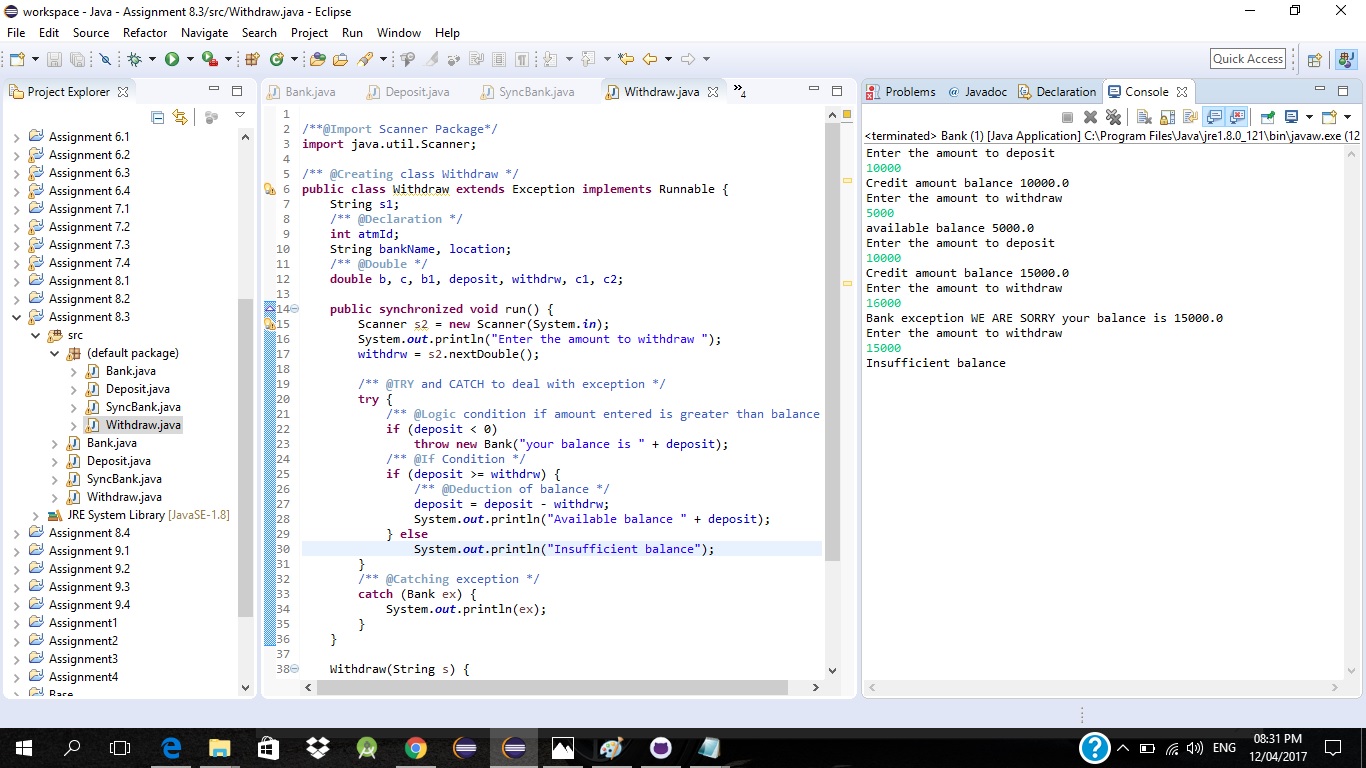 workspace - Java - Assignment 8.3/src/Withdraw.java - Eclipse
File Edit Source Refactor Navigate Search Project Run Window Help
Quick Access
Project Explorer
Assignment 6.1
Assignment 6.2
Assignment 6.3
Assignment 6.4
Assignment 7.1
Assignment 7.2
Assignment 7.3
Assignment 7.4
Assignment 8.1
Assignment 8.2
Assignment 8.3
src
(default package)
Bank.java
Deposit.java
SyncBank.java
Withdraw.java
Bank.java
Deposit.java
SyncBank.java
Withdraw.java
JRE System Library [JavaSE-1.8]
Assignment 8.4
Assignment 9.1
Assignment 9.2
Assignment 9.3
Assignment 9.4
Assignment1
Assignment2
Assignment3
Assignment4
Base
Bank.java Deposit.java SyncBank.java Withdraw.java 4
1
2 /**@Import Scanner Package*/
3 import java.util.Scanner;
4
5 /** @Creating class Withdraw */
6 public class Withdraw extends Exception implements Runnable {
7 String s1;
8 /** @Declaration */
9 int atmId;
10 String bankName, location;
11 /** @Double */
12 double b, c, b1, deposit, withdrw, c1, c2;
13
14 public synchronized void run() {
15 Scanner s2 = new Scanner(System.in);
16 System.out.println("Enter the amount to withdraw ");
17 withdrw = s2.nextDouble();
18
19 /** @TRY and CATCH to deal with exception */
20 try {
21 /** @Logic condition if amount entered is greater than balance
22 if (deposit < 0)
23 throw new Bank("your balance is " + deposit);
24 /** @If Condition */
25 if (deposit >= withdrw) {
26 /** @Deduction of balance */
27 deposit = deposit - withdrw;
28 System.out.println("Available balance " + deposit);
29 } else
30 System.out.println("Insufficient balance");
31 }
32 /** @Catching exception */
33 catch (Bank ex) {
34 System.out.println(ex);
35 }
36 }
37
38 Withdraw(String s) {
Problems @ Javadoc Declaration Console
<terminated> Bank (1) [Java Application] C:\Program Files\Java\jre1.8.0_121\bin\javaw.exe (12
Enter the amount to deposit
10000
Credit amount balance 10000.0
Enter the amount to withdraw
5000
available balance 5000.0
Enter the amount to deposit
10000
Credit amount balance 15000.0
Enter the amount to withdraw
16000
Bank exception WE ARE SORRY your balance is 15000.0
Enter the amount to withdraw
15000
Insufficient balance
ENG
08:31 PM
12/04/2017